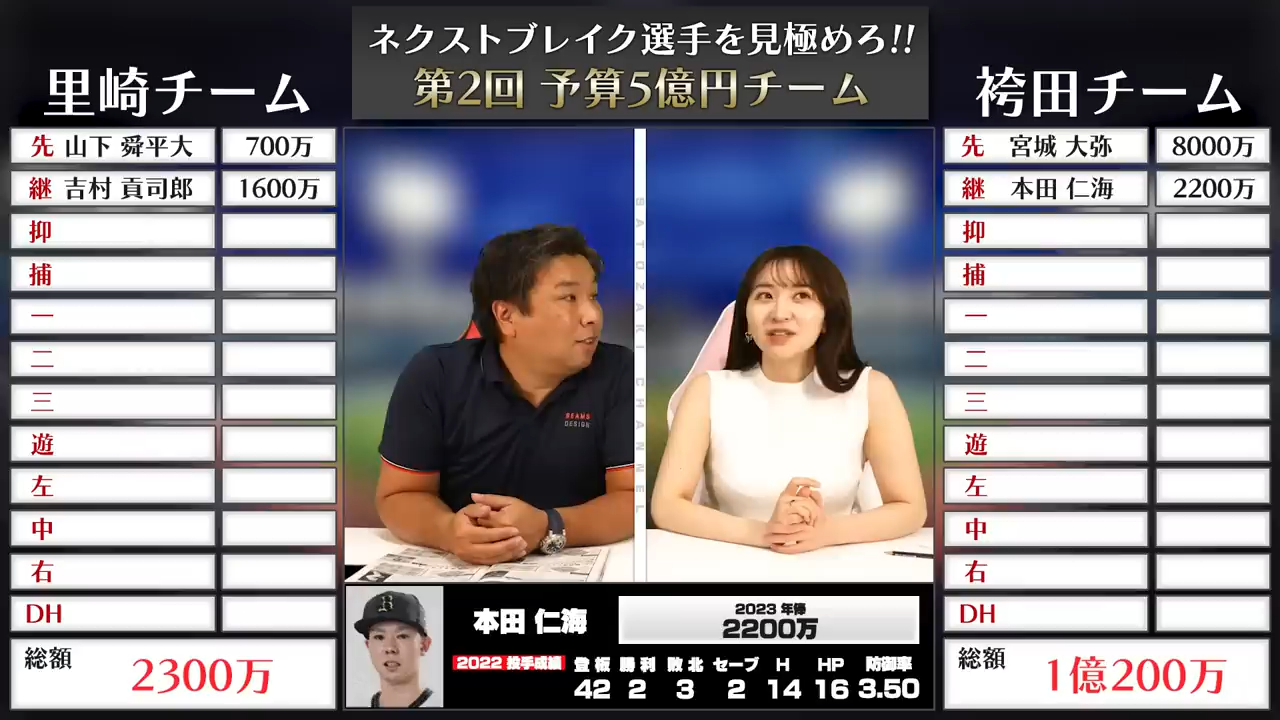 ネクストブレイク選手を見極めろ!!
第2回 予算5億円チーム
里崎チーム
先 山下 舜平大 700万
継 吉村 貢司郎 1600万
抑
捕
一
二
三
遊
左
中
右
DH
総額
2300万
SATOZAKI CHANNEL
BEAMS
DESIGN
袴田チーム
先 宮城 大弥 8000万
継 本田 仁海 2200万
抑
捕
一
二
三
遊
左
中
右
DH
総額
1億200万
B
本田 仁海
2023 年俸
2200万
2022 投手成績 登板 勝利 敗北 セーブ H HP 防御率
42 2 3 2 14 16 3.50